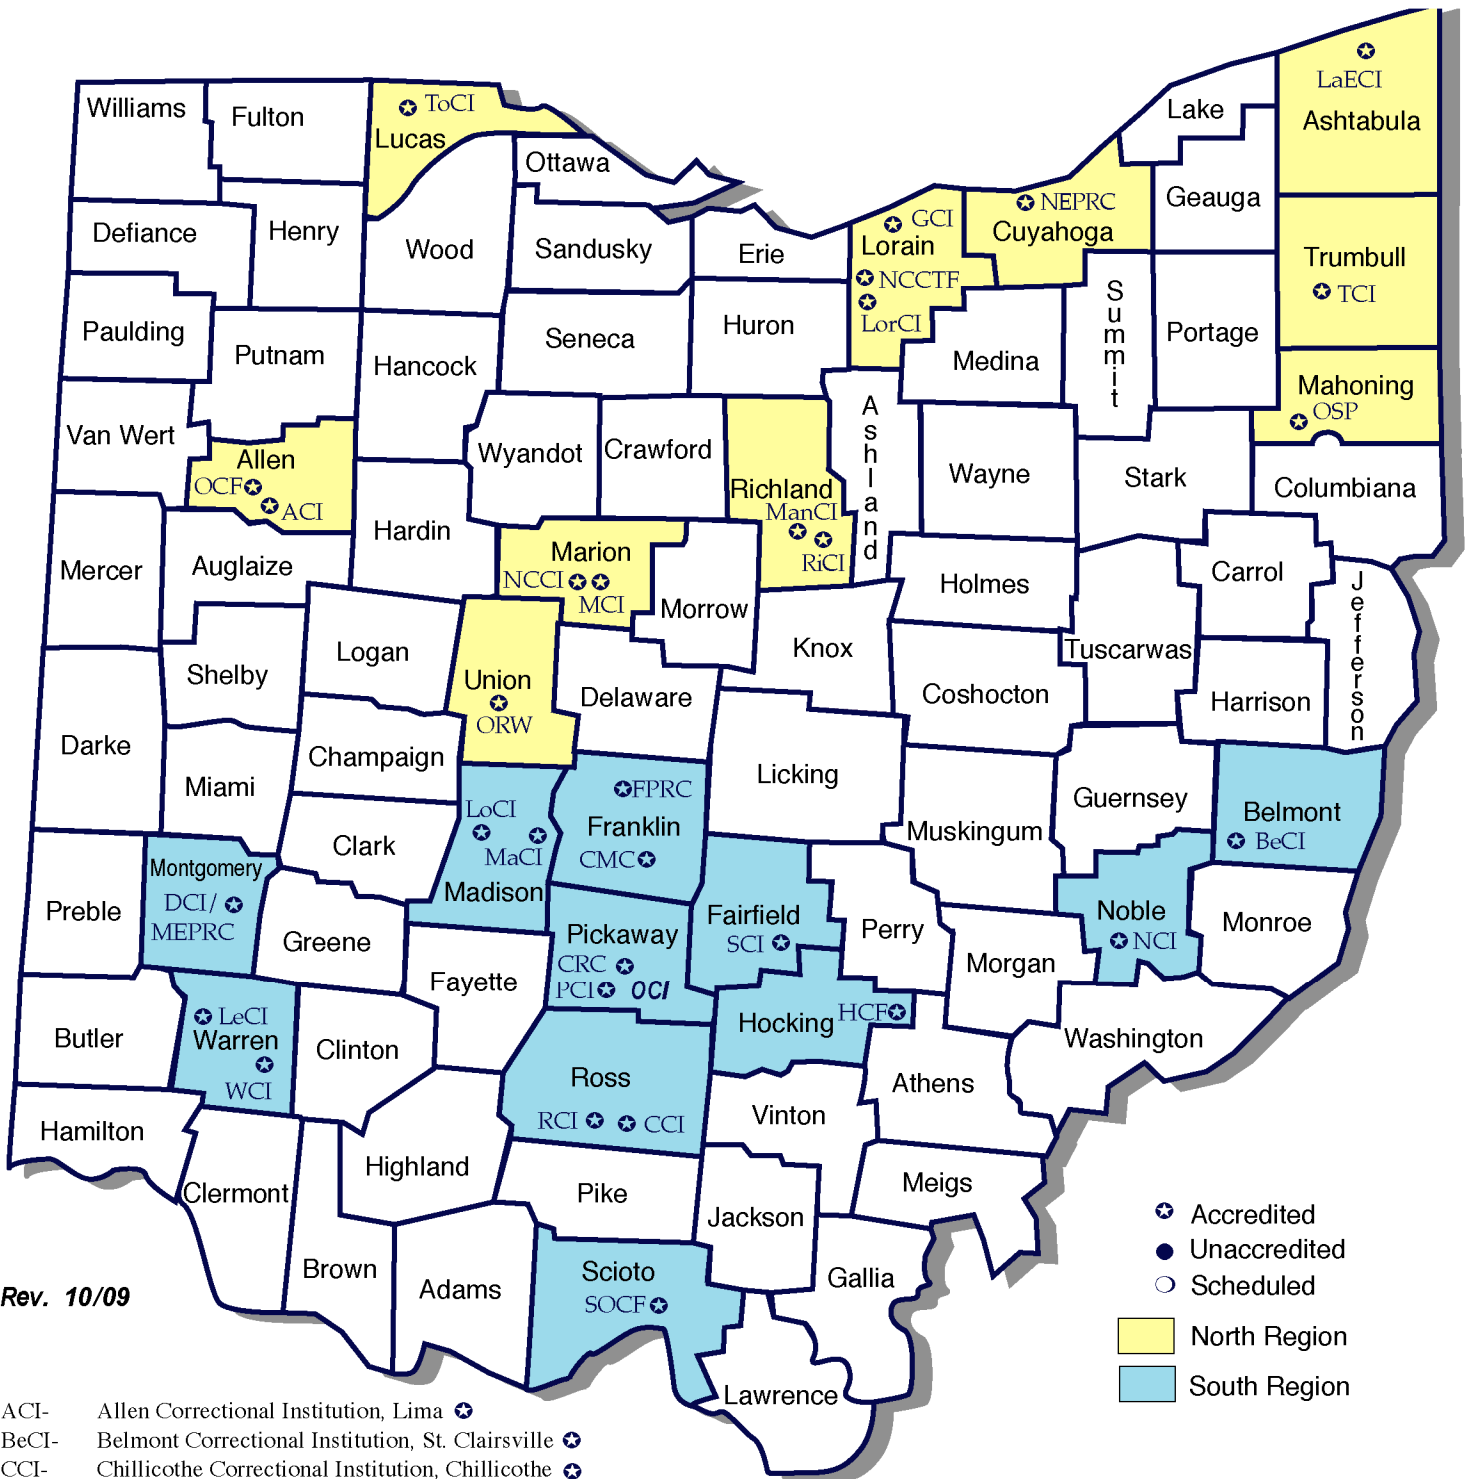 ToCI
LaECI
Williams
Fulton
Lucas
Lake
Ashtabula
Ottawa
Geauga
Defiance
Henry
Wood
Sandusky
Erie
GCI
Lorain
NEPRC
Cuyahoga
Trumbull
TCI
NCCTF
LorCI
Summit
Paulding
Putnam
Hancock
Seneca
Huron
Medina
Portage
Mahoning
OSP
Van Wert
Allen
OCF
ACI
Wyandot
Crawford
Richland
ManCI
RiCI
Ashland
Wayne
Stark
Columbiana
Mercer
Auglaize
Hardin
Marion
NCCI
MCI
Morrow
Holmes
Carroll
Jefferson
Shelby
Logan
Union
ORW
Delaware
Knox
Coshocton
Tuscarwas
Harrison
Darke
Miami
Champaign
Licking
Guernsey
Belmont
BeCI
Clark
LoCI
MaCI
Madison
FPRC
Franklin
CMC
Muskingum
Preble
Montgomery
DCI/
MEPRC
Greene
Fayette
Pickaway
CRC
PCI
OCI
Fairfield
SCI
Perry
Morgan
Noble
NCI
Monroe
Butler
LeCI
Warren
WCI
Clinton
Ross
RCI
CCI
Hocking
HCF
Athens
Washington
Hamilton
Clermont
Highland
Pike
Vinton
Meigs
Jackson
Brown
Adams
Scioto
SOCF
Gallia
Lawrence
Accredited
Unaccredited
Scheduled
North Region
South Region
Rev. 10/09
ACI- Allen Correctional Institution, Lima
BeCI- Belmont Correctional Institution, St. Clairsville
CCI- Chillicothe Correctional Institution, Chillicothe